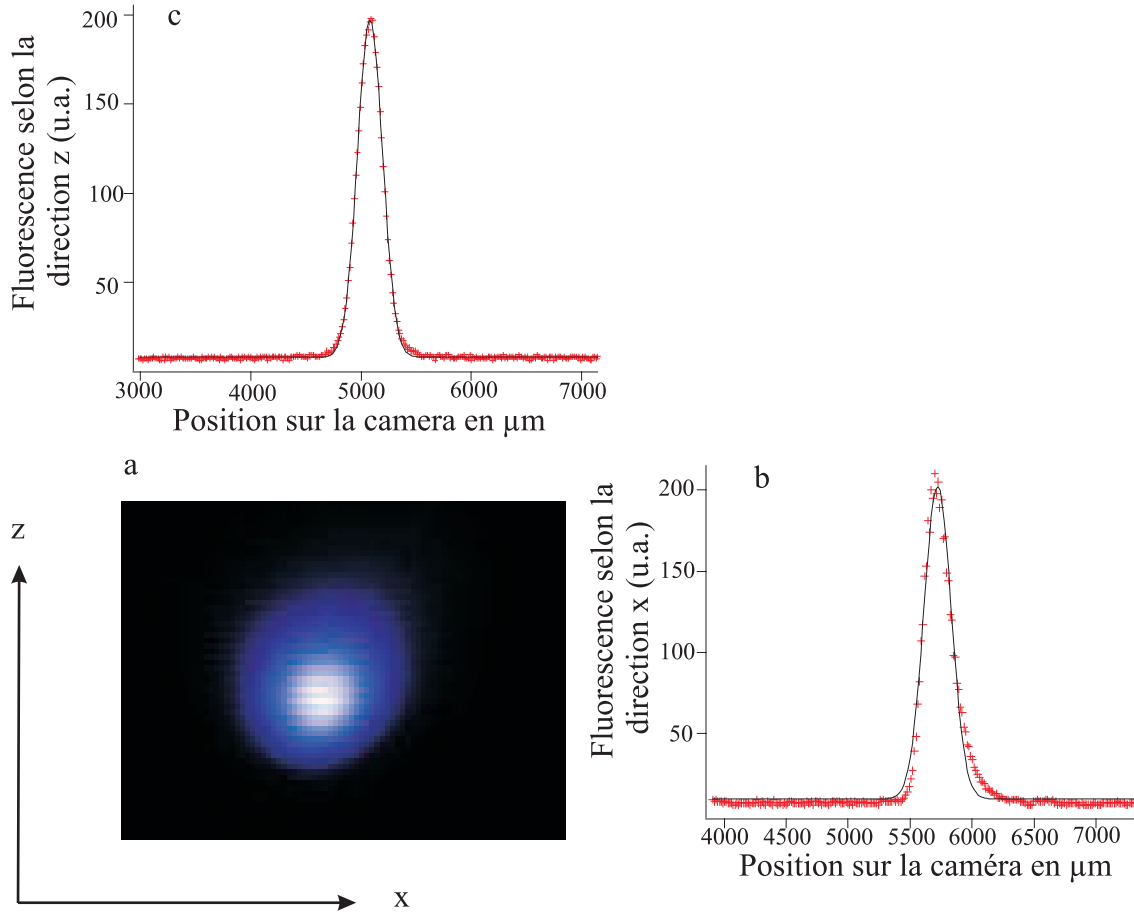 c
Fluorescence selon la
direction z (u.a.)
200
150
100
50
3000 4000 5000 6000 7000
Position sur la camera en µm
a
z
x
b
Fluorescence selon la
direction x (u.a.)
200
150
100
50
4000 4500 5000 5500 6000 6500 7000
Position sur la caméra en µm